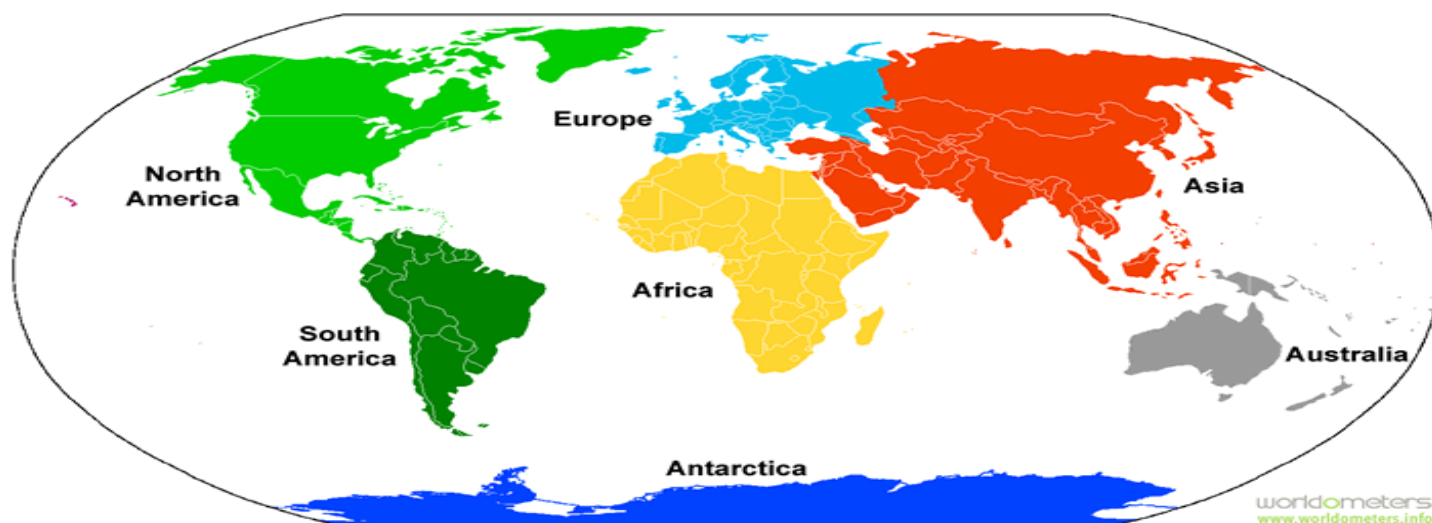 Europe
North
America
Asia
Africa
South
America
Australia
Antarctica
worldometers
www.worldometers.info